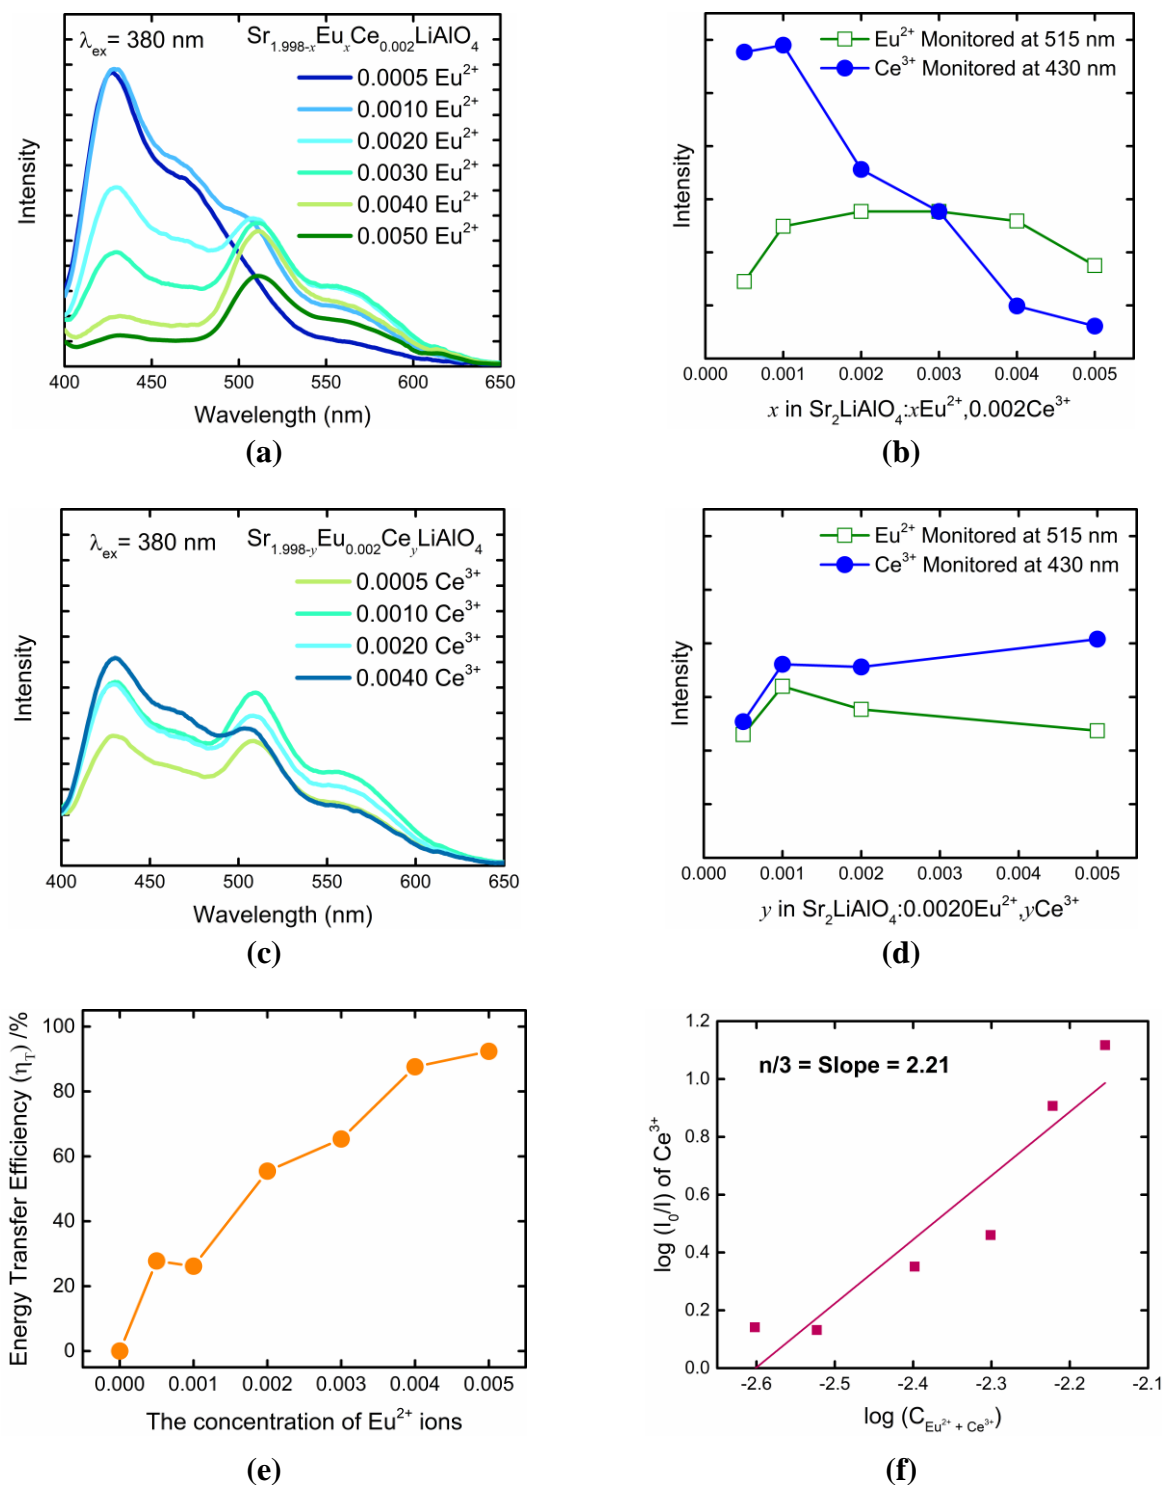 λex = 380 nm
Sr1.998-xEuxCe0.002LiAlO4
0.0005 Eu2+
0.0010 Eu2+
0.0020 Eu2+
0.0030 Eu2+
0.0040 Eu2+
0.0050 Eu2+
Intensity
400 450 500 550 600 650
Wavelength (nm)
(a)
Eu2+ Monitored at 515 nm
Ce3+ Monitored at 430 nm
Intensity
0.000 0.001 0.002 0.003 0.004 0.005
x in Sr2LiAlO4:xEu2+,0.002Ce3+
(b)
λex = 380 nm
Sr1.998-yEu0.002CeyLiAlO4
0.0005 Ce3+
0.0010 Ce3+
0.0020 Ce3+
0.0040 Ce3+
Intensity
400 450 500 550 600 650
Wavelength (nm)
(c)
Eu2+ Monitored at 515 nm
Ce3+ Monitored at 430 nm
Intensity
0.000 0.001 0.002 0.003 0.004 0.005
y in Sr2LiAlO4:0.0020Eu2+,yCe3+
(d)
Energy Transfer Efficiency (ηT) /%
100
80
60
40
20
0
0.000 0.001 0.002 0.003 0.004 0.005
The concentration of Eu2+ ions
(e)
n/3 = Slope = 2.21
log (I0/I) of Ce3+
1.2
1.0
0.8
0.6
0.4
0.2
0.0
-2.6 -2.5 -2.4 -2.3 -2.2 -2.1
log (CEu2+ + Ce3+)
(f)